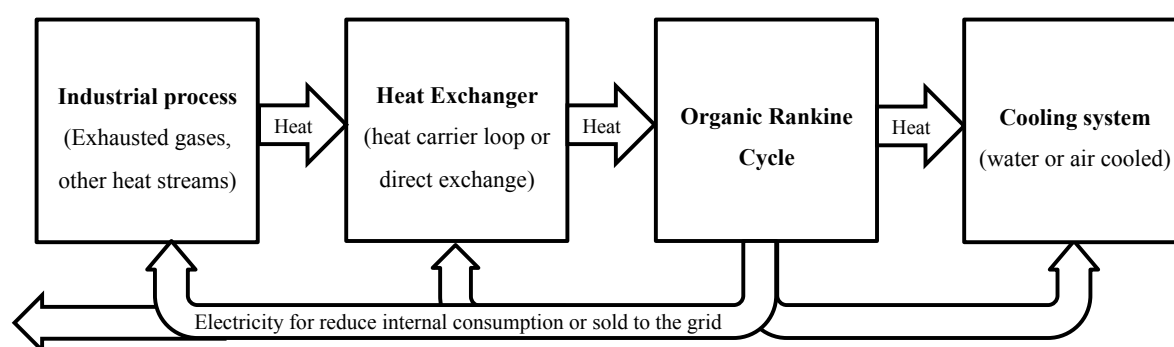 Industrial process
(Exhausted gases,
other heat streams)
Heat
Heat Exchanger
(heat carrier loop or
direct exchange)
Heat
Organic Rankine
Cycle
Heat
Cooling system
(water or air cooled)
Electricity for reduce internal consumption or sold to the grid